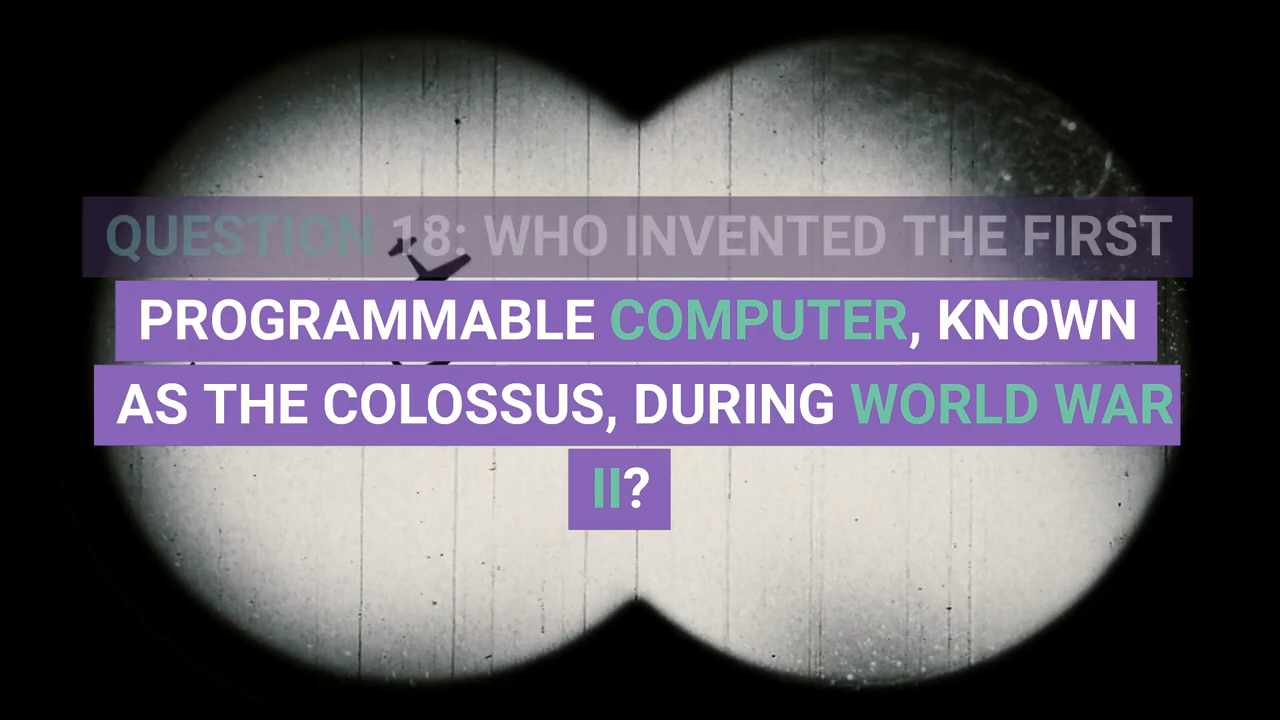 QUESTION 18: WHO INVENTED THE FIRST
PROGRAMMABLE COMPUTER, KNOWN
AS THE COLOSSUS, DURING WORLD WAR
II?